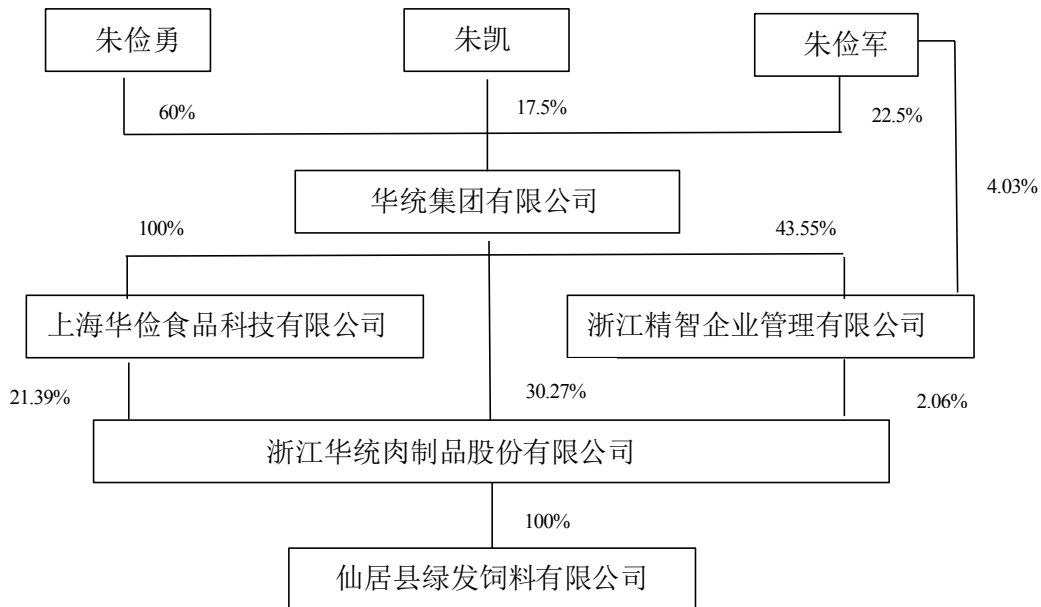 朱俭勇
朱凯
朱俭军
60%
17.5%
22.5%
4.03%
华统集团有限公司
100%
43.55%
上海华俭食品科技有限公司
浙江精智企业管理有限公司
21.39%
30.27%
2.06%
浙江华统肉制品股份有限公司
100%
仙居县绿发饲料有限公司